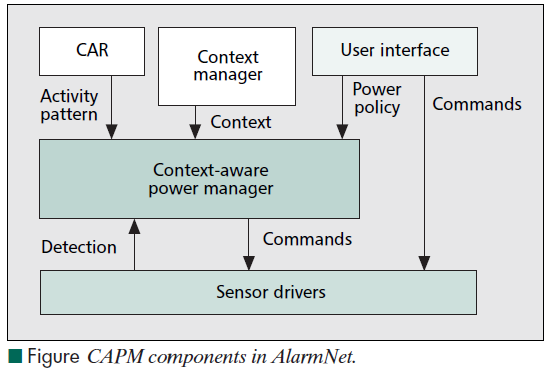 CAR
Context
manager
User interface
Activity
pattern
Context
Power
policy
Commands
Context-aware
power manager
Detection
Commands
Sensor drivers
Figure CAPM components in AlarmNet.